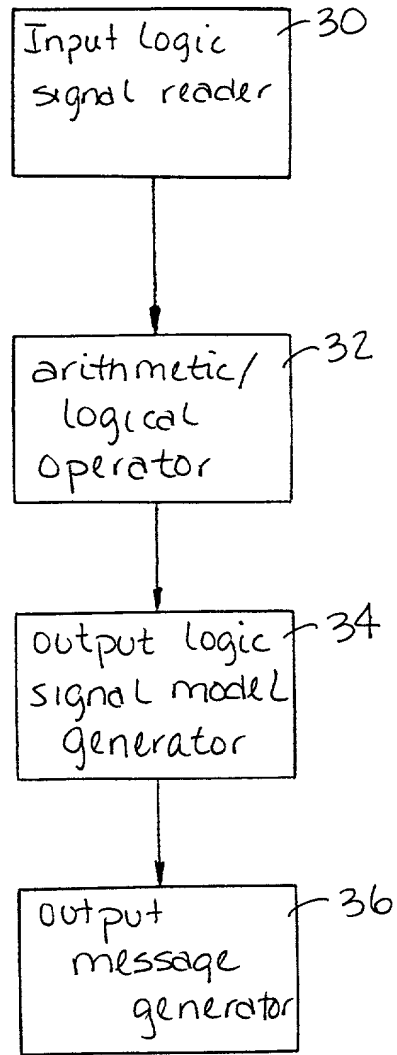 Input logic 30
signal reader
arithmetic/ 32
logical
operator
output logic 34
signal model
generator
output 36
message
generator